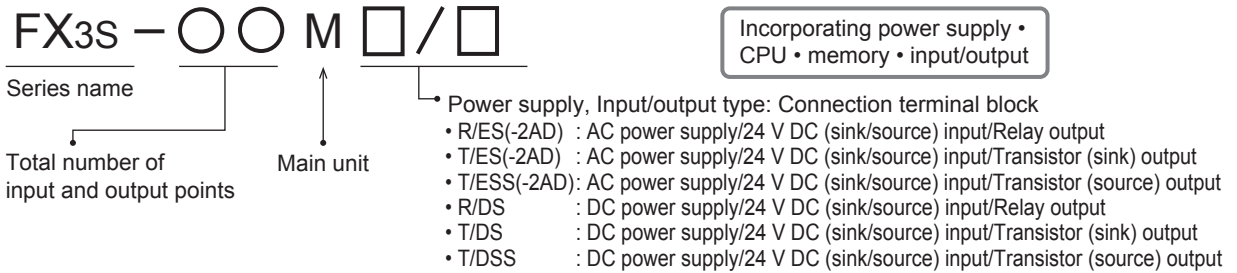 FX3S – ○○ M □/□
Incorporating power supply •
CPU • memory • input/output
Series name
Power supply, Input/output type: Connection terminal block
• R/ES(-2AD) : AC power supply/24 V DC (sink/source) input/Relay output
• T/ES(-2AD) : AC power supply/24 V DC (sink/source) input/Transistor (sink) output
• T/ESS(-2AD): AC power supply/24 V DC (sink/source) input/Transistor (source) output
• R/DS : DC power supply/24 V DC (sink/source) input/Relay output
• T/DS : DC power supply/24 V DC (sink/source) input/Transistor (sink) output
• T/DSS : DC power supply/24 V DC (sink/source) input/Transistor (source) output
Total number of
input and output points
Main unit